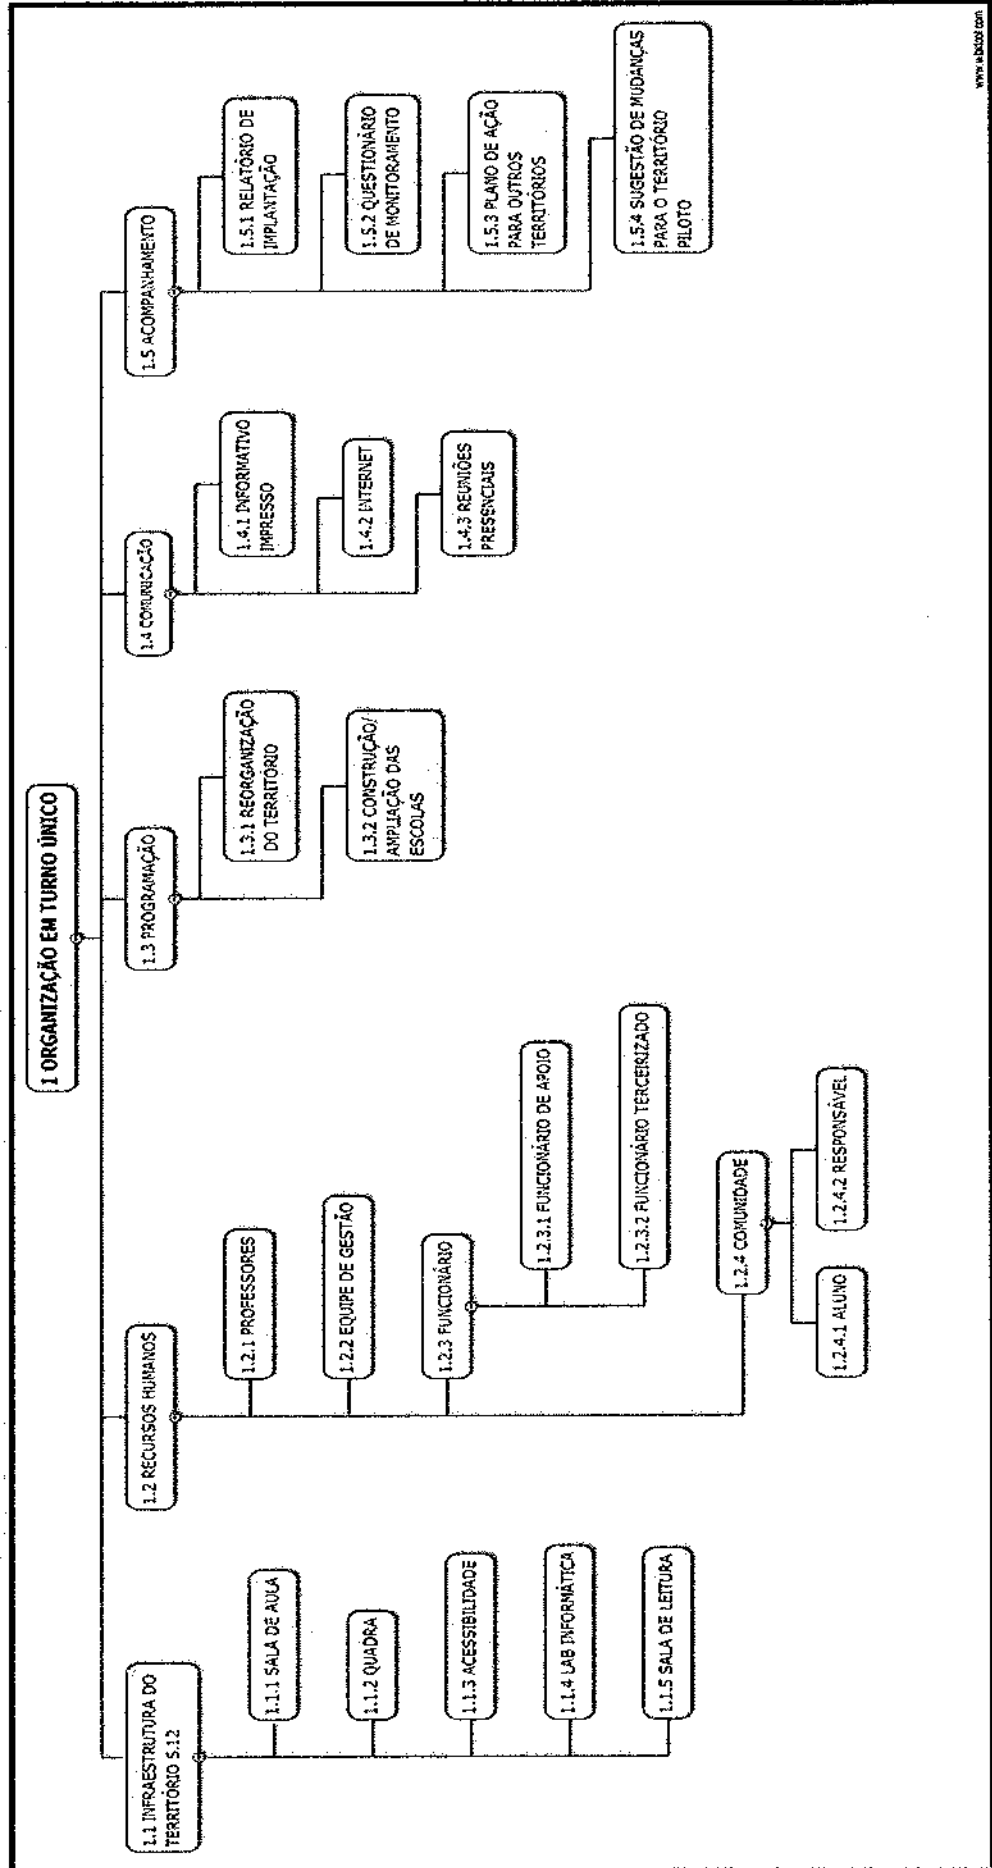 1 ORGANIZAÇÃO EM TURNO ÚNICO
1.1 INFRAESTRUTURA DO
TERRITÓRIO 5.12
1.1.1 SALA DE AULA
1.1.2 QUADRA
1.1.3 ACESSIBILIDADE
1.1.4 LAB INFORMÁTICA
1.1.5 SALA DE LEITURA
1.2 RECURSOS HUMANOS
1.2.1 PROFESSORES
1.2.2 EQUIPE DE GESTÃO
1.2.3 FUNCIONÁRIO
1.2.3.1 FUNCIONÁRIO DE APOIO
1.2.3.2 FUNCIONÁRIO TERCEIRIZADO
1.2.4 COMUNIDADE
1.2.4.1 ALUNO
1.2.4.2 RESPONSÁVEL
1.3 PROGRAMAÇÃO
1.3.1 REORGANIZAÇÃO
DO TERRITÓRIO
1.3.2 CONSTRUÇÃO/
AMPLIAÇÃO DAS
ESCOLAS
1.4 COMUNICAÇÃO
1.4.1 INFORMATIVO
IMPRESSO
1.4.2 INTERNET
1.4.3 REUNIÕES
PRESENCIAIS
1.5 ACOMPANHAMENTO
1.5.1 RELATÓRIO DE
IMPLANTAÇÃO
1.5.2 QUESTIONÁRIO
DE MONITORAMENTO
1.5.3 PLANO DE AÇÃO
PARA OUTROS
TERRITÓRIOS
1.5.4 SUGESTÃO DE MUDANÇAS
PARA O TERRITÓRIO
PILOTO